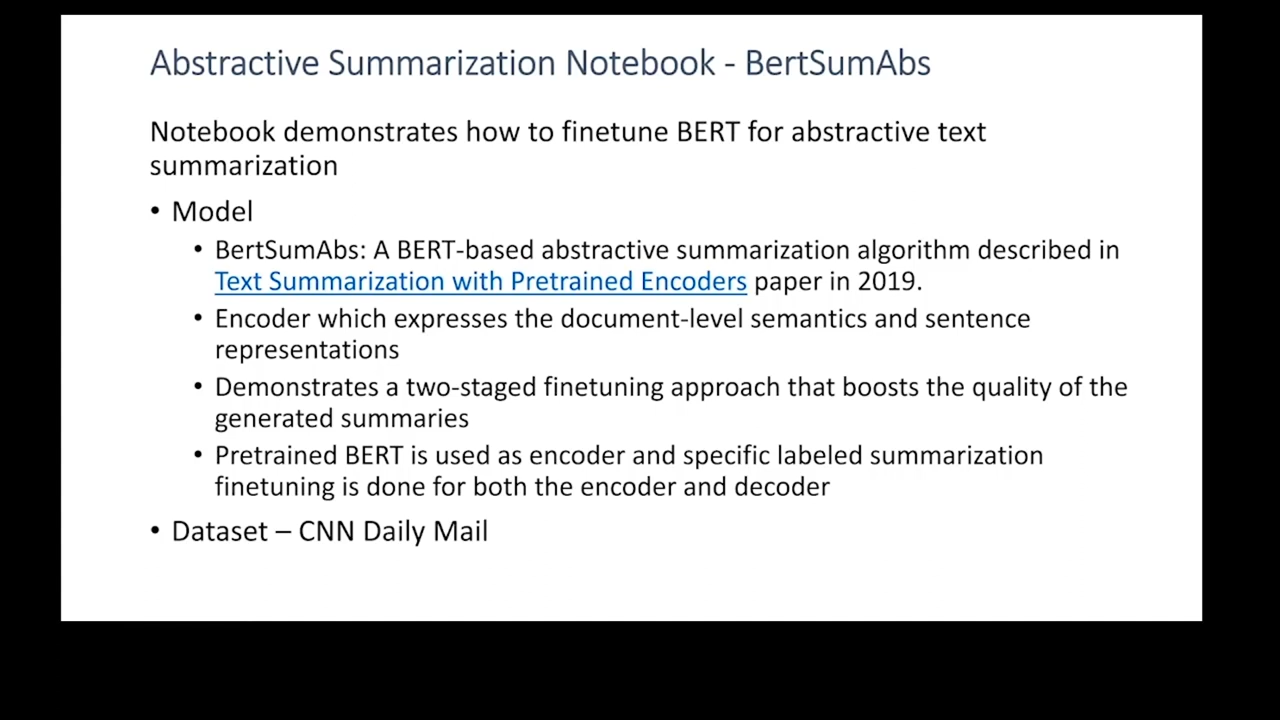 Abstractive Summarization Notebook - BertSumAbs
Notebook demonstrates how to finetune BERT for abstractive text
summarization
• Model
• BertSumAbs: A BERT-based abstractive summarization algorithm described in
Text Summarization with Pretrained Encoders paper in 2019.
• Encoder which expresses the document-level semantics and sentence
representations
• Demonstrates a two-staged finetuning approach that boosts the quality of the
generated summaries
• Pretrained BERT is used as encoder and specific labeled summarization
finetuning is done for both the encoder and decoder
• Dataset – CNN Daily Mail